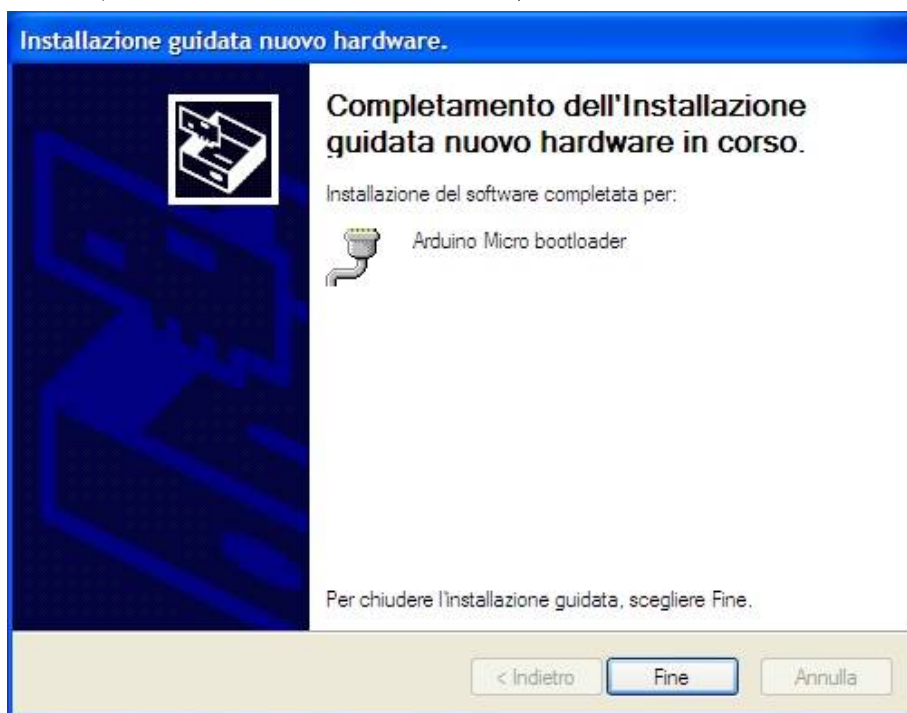 Installazione guidata nuovo hardware.
Completamento dell'Installazione
guidata nuovo hardware in corso.
Installazione del software completata per:
Arduino Micro bootloader
Per chiudere l'installazione guidata, scegliere Fine.
< Indietro Fine Annulla